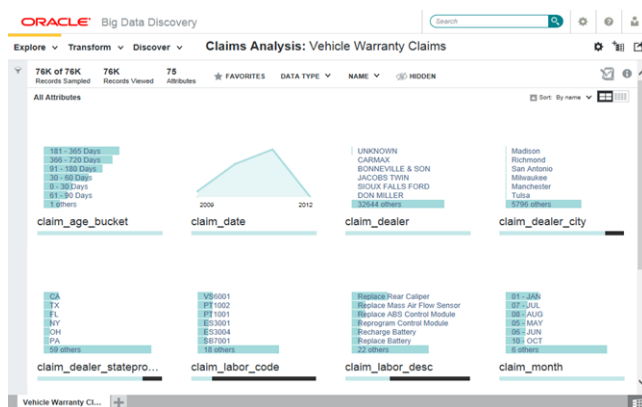 ORACLE® Big Data Discovery
Search
Explore Transform Discover
Claims Analysis: Vehicle Warranty Claims
76K of 76K 76K 75 FAVORITES DATA TYPE NAME HIDDEN
Records Sampled Records Viewed Attributes
All Attributes Sort: By name
181 - 365 Days
366 - 720 Days
91 - 180 Days
30 - 60 Days
0 - 30 Days
61 - 90 Days
1 others
claim_age_bucket
2009 2012
claim_date
UNKNOWN
CARMAX
BONNEVILLE & SON
JACOBS TWIN
SIOUX FALLS FORD
DON MILLER
32644 others
claim_dealer
Madison
Richmond
San Antonio
Milwaukee
Manchester
Tulsa
5796 others
claim_dealer_city
CA
TX
FL
NY
OH
PA
59 others
claim_dealer_statepro...
VS6001
PT1002
PT1001
ES3001
ES3004
SB7001
18 others
claim_labor_code
Replace Rear Caliper
Replace Mass Air Flow Sensor
Replace ABS Control Module
Reprogram Control Module
Recharge Battery
Replace Battery
22 others
claim_labor_desc
01 - JAN
07 - JUL
08 - AUG
05 - MAY
06 - JUN
10 - OCT
6 others
claim_month
Vehicle Warranty Cl...